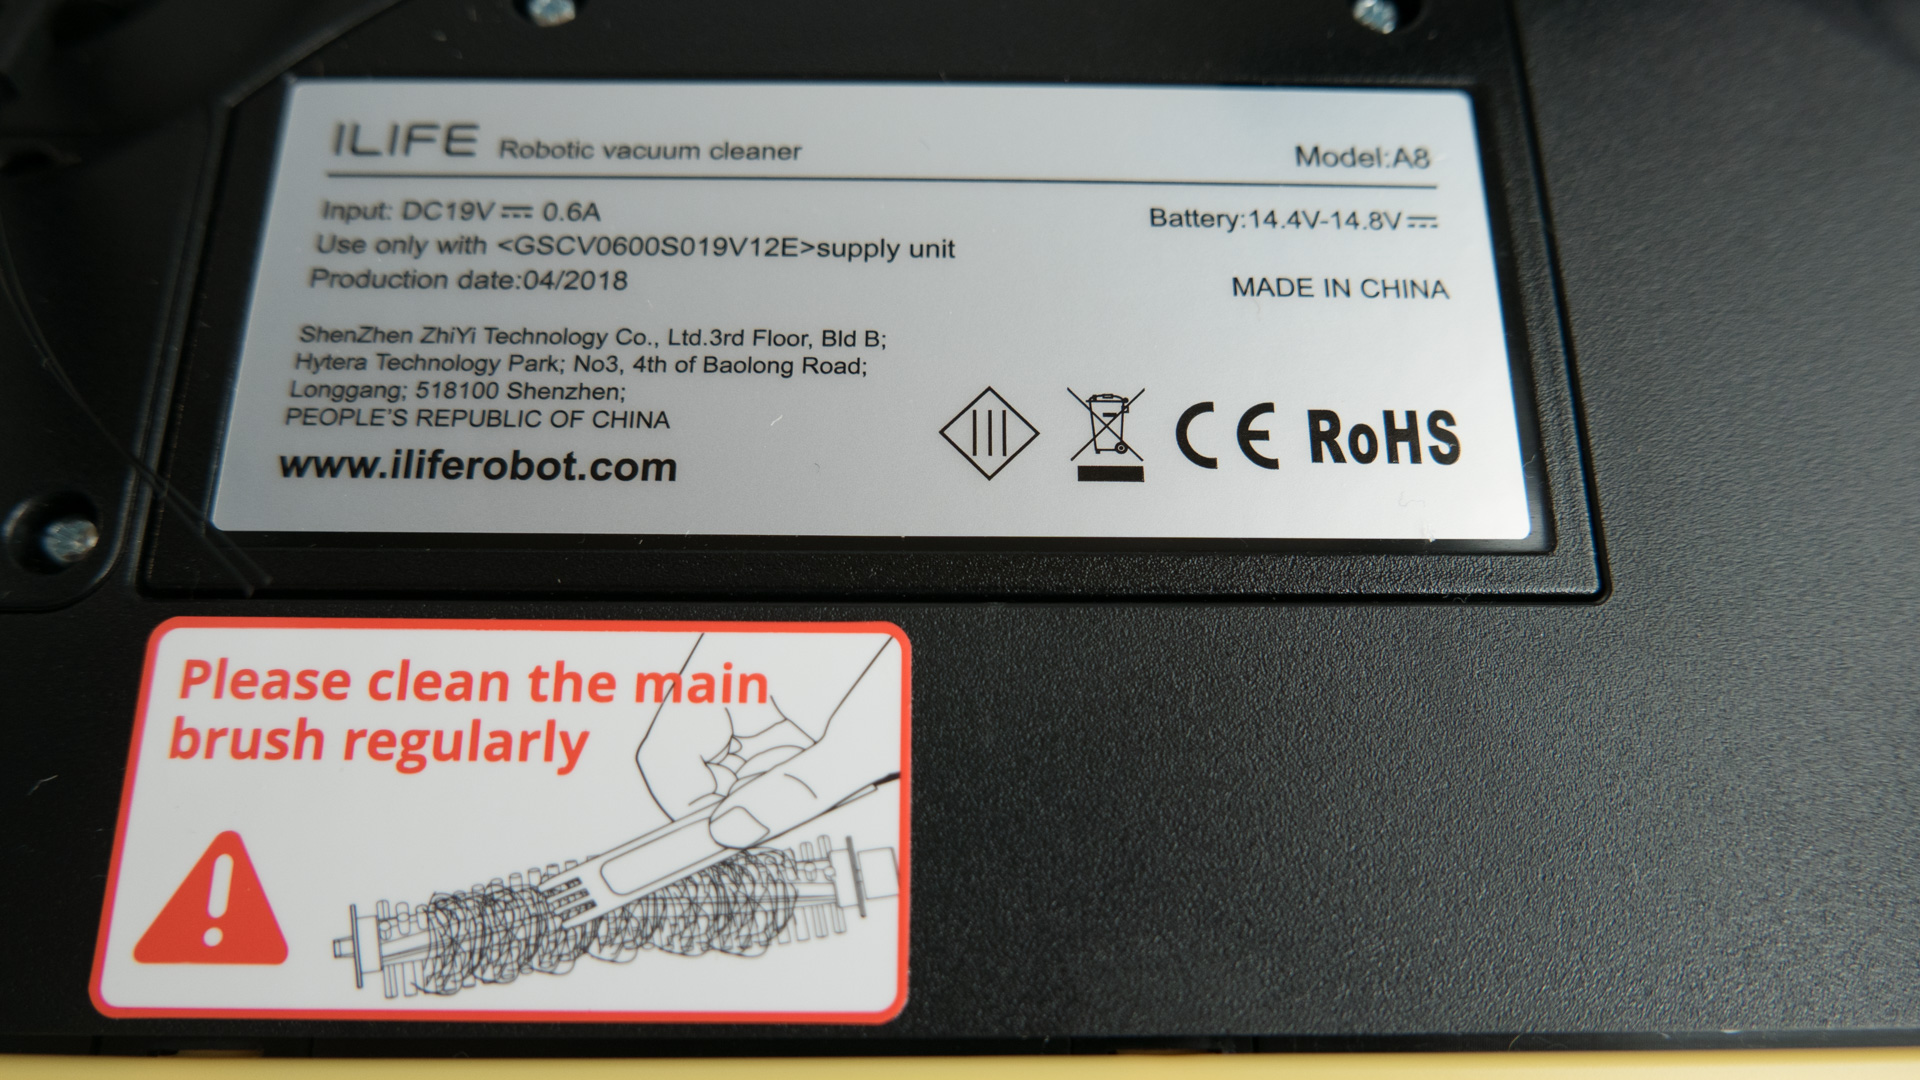 ILIFE Robotic vacuum cleaner Model:A8
Input: DC19V⎓ 0.6A Battery:14.4V-14.8V⎓
Use only with <GSCV0600S019V12E>supply unit
Production date:04/2018 MADE IN CHINA
ShenZhen ZhiYi Technology Co., Ltd.3rd Floor, Bld B;
Hytera Technology Park; No3, 4th of Baolong Road;
Longgang; 518100 Shenzhen;
PEOPLE'S REPUBLIC OF CHINA
www.iliferobot.com
III CE RoHS
Please clean the main
brush regularly